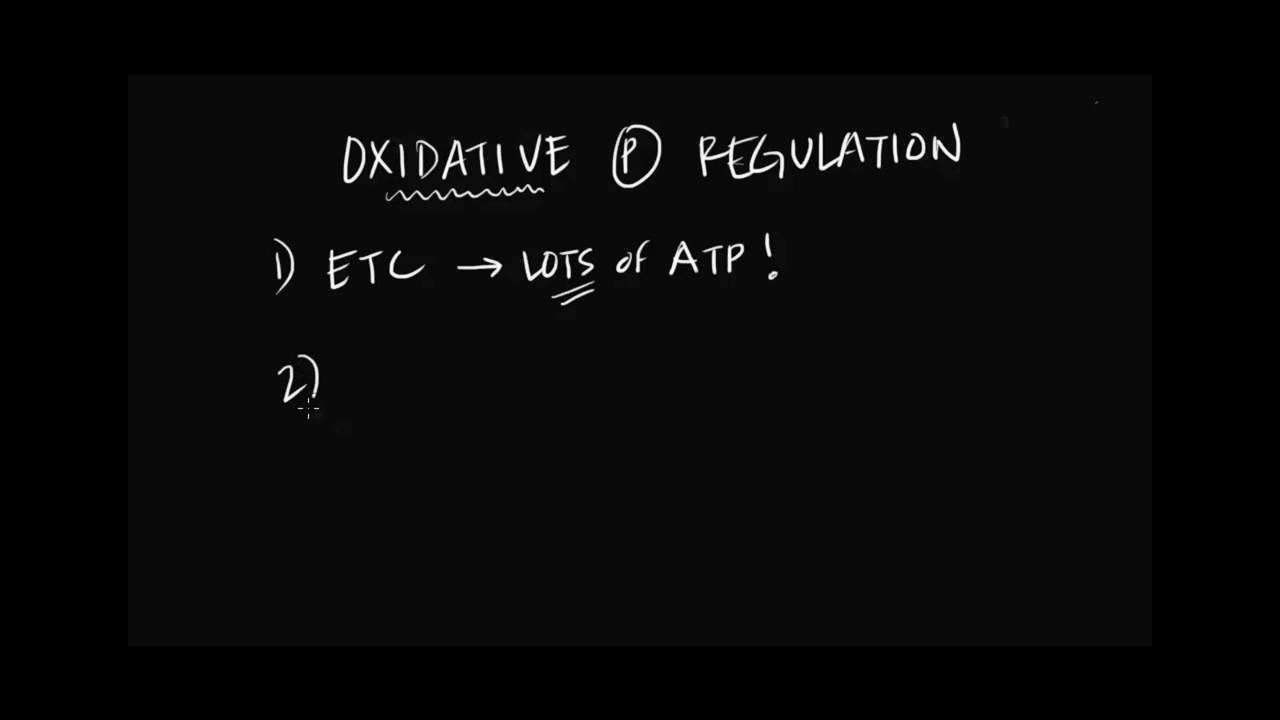 OXIDATIVE Ⓟ REGULATION
1) ETC → LOTS of ATP!
2)